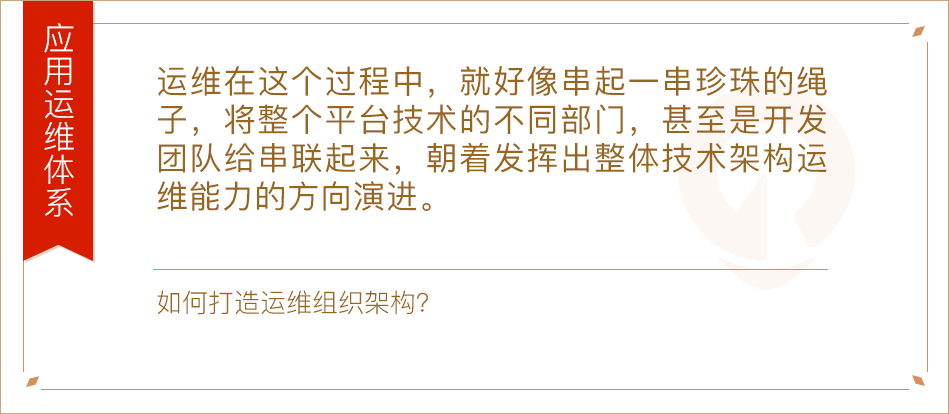 应用运维体系
运维在这个过程中，就好像串起一串珍珠的绳
子，将整个平台技术的不同部门，甚至是开发
团队给串联起来，朝着发挥出整体技术架构运
维能力的方向演进。
如何打造运维组织架构？